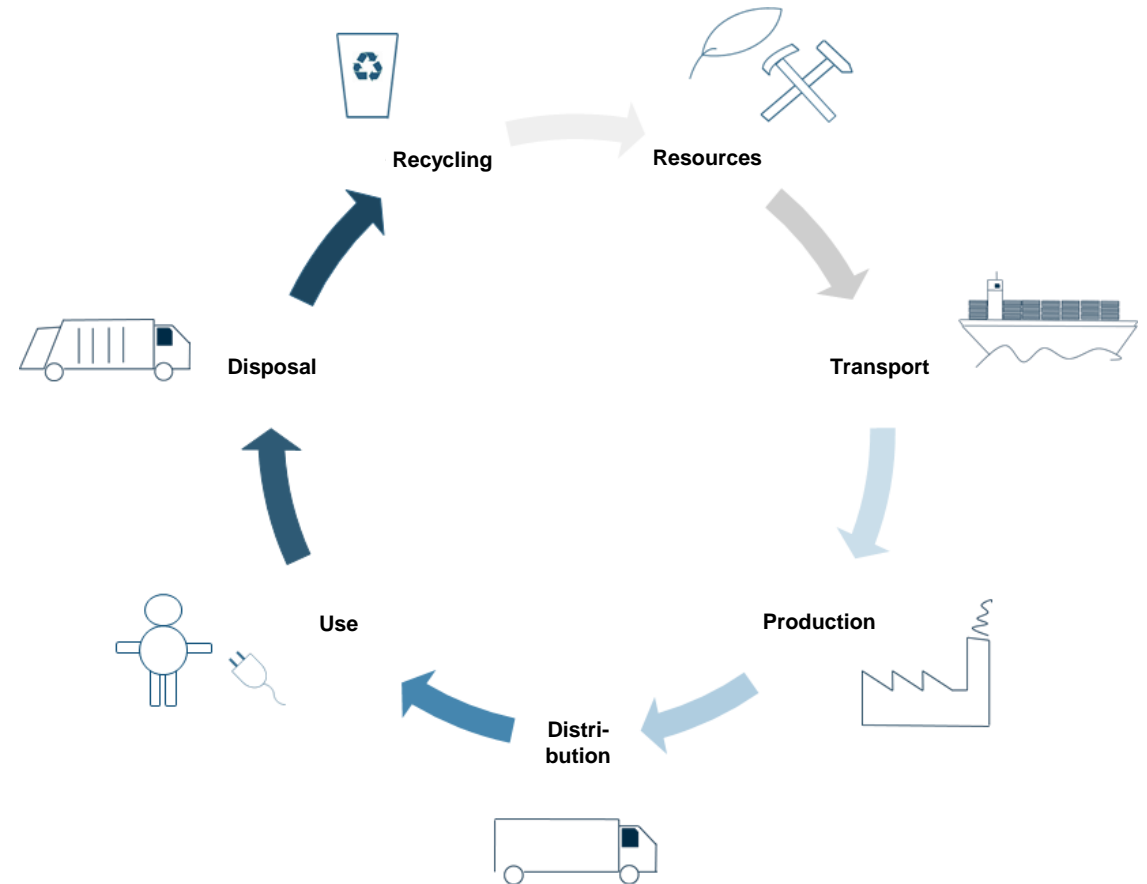 Recycling
Resources
Transport
Production
Distri-
bution
Use
Disposal